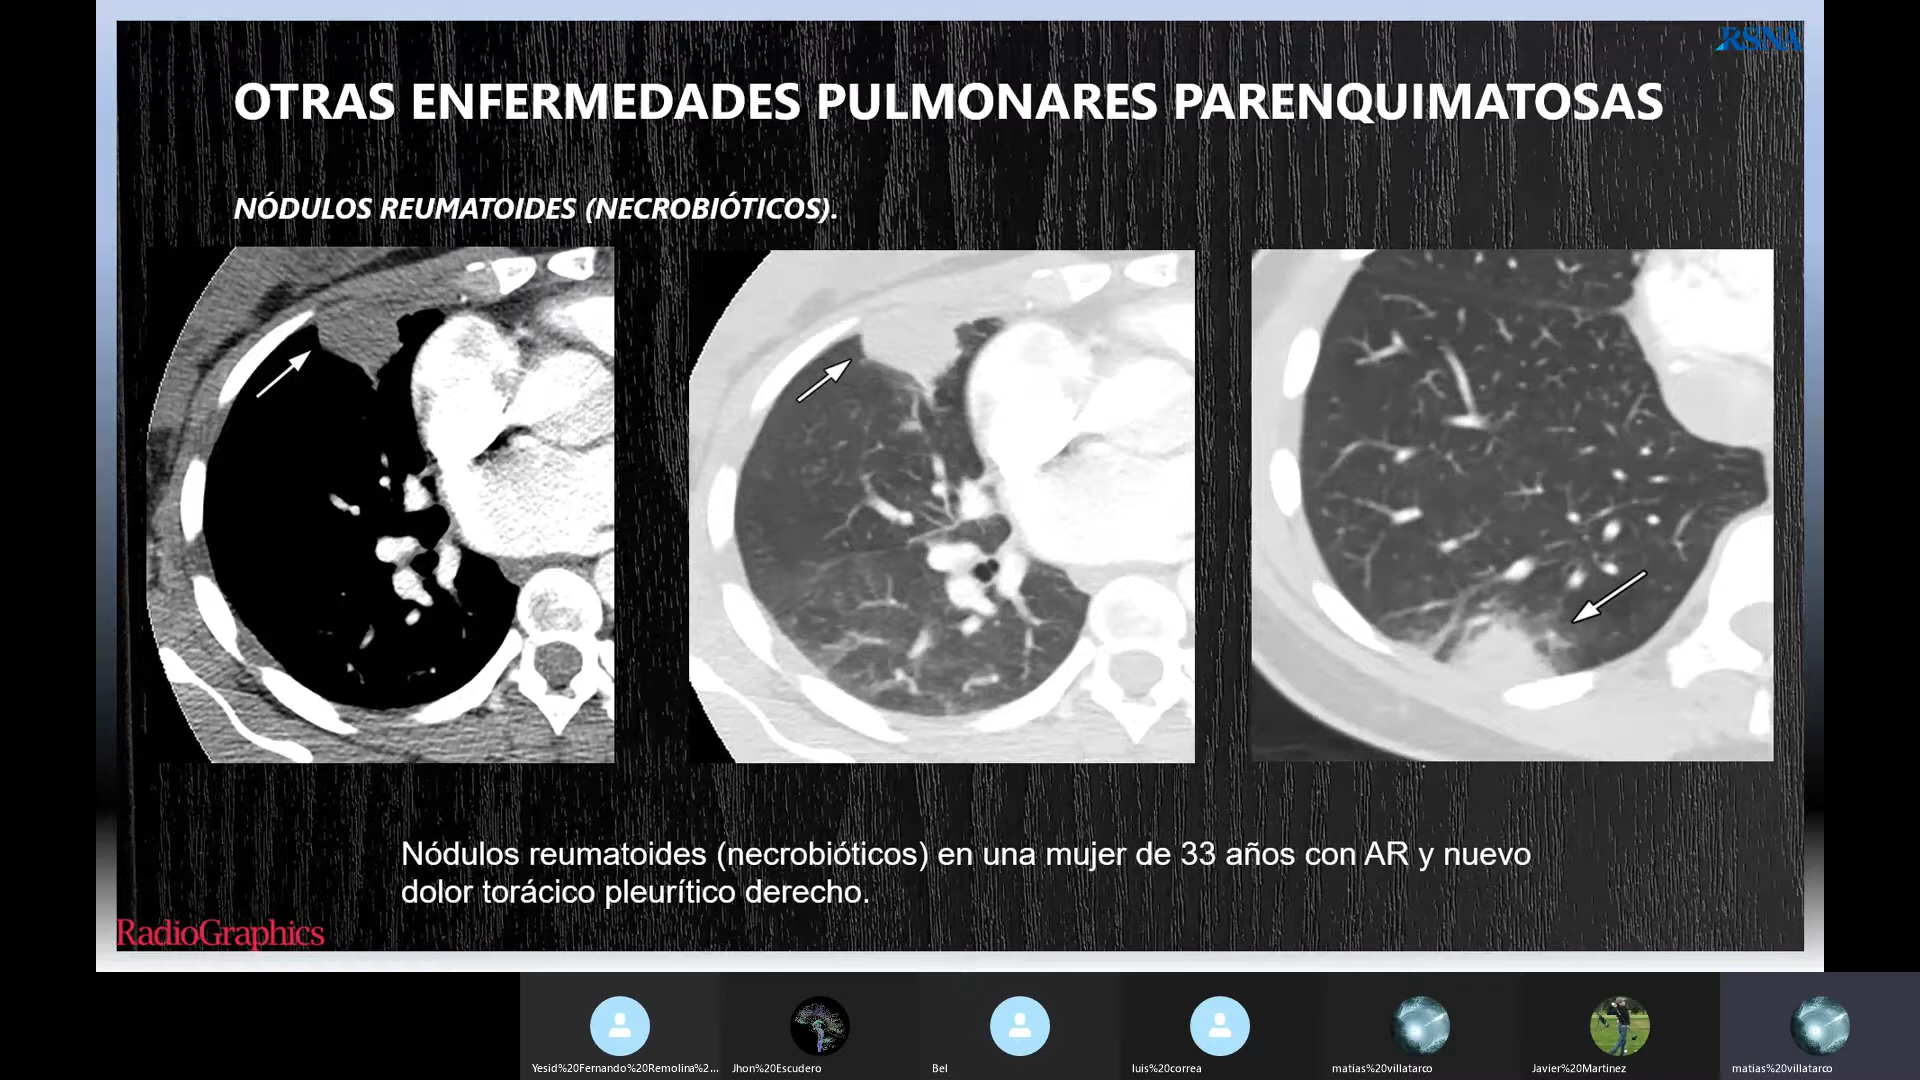 RSNA
OTRAS ENFERMEDADES PULMONARES PARENQUIMATOSAS
NÓDULOS REUMATOIDES (NECROBIÓTICOS).
Nódulos reumatoides (necrobióticos) en una mujer de 33 años con AR y nuevo
dolor torácico pleurítico derecho.
RadioGraphics
Yesid%20Fernando%20Remolina%2...
Jhon%20Escudero
Bel
luis%20correa
matias%20villatarco
Javier%20Martinez
matias%20villatarco